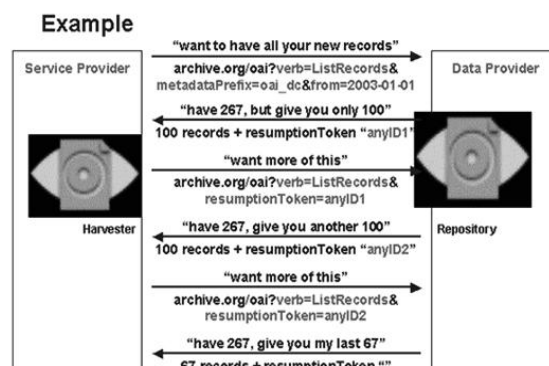 Example
"want to have all your new records"
Service Provider
Data Provider
archive.org/oai?verb=ListRecords&
metadataPrefix=oai_dc&from=2003-01-01
"have 267, but give you only 100"
100 records + resumptionToken "anyID1"
"want more of this"
archive.org/oai?verb=ListRecords&
resumptionToken=anyID1
Harvester
"have 267, give you another 100"
Repository
100 records + resumptionToken "anyID2"
"want more of this"
archive.org/oai?verb=ListRecords&
resumptionToken=anyID2
"have 267, give you my last 67"
67 records + resumptionToken ""